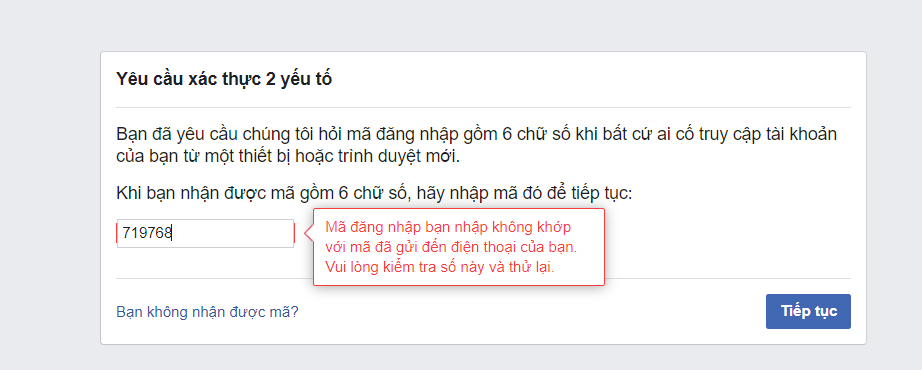 Yêu cầu xác thực 2 yếu tố
Bạn đã yêu cầu chúng tôi hỏi mã đăng nhập gồm 6 chữ số khi bất cứ ai cố truy cập tài khoản
của bạn từ một thiết bị hoặc trình duyệt mới.
Khi bạn nhận được mã gồm 6 chữ số, hãy nhập mã đó để tiếp tục:
719768
Mã đăng nhập bạn nhập không khớp
với mã đã gửi đến điện thoại của bạn.
Vui lòng kiểm tra số này và thử lại.
Bạn không nhận được mã?
Tiếp tục